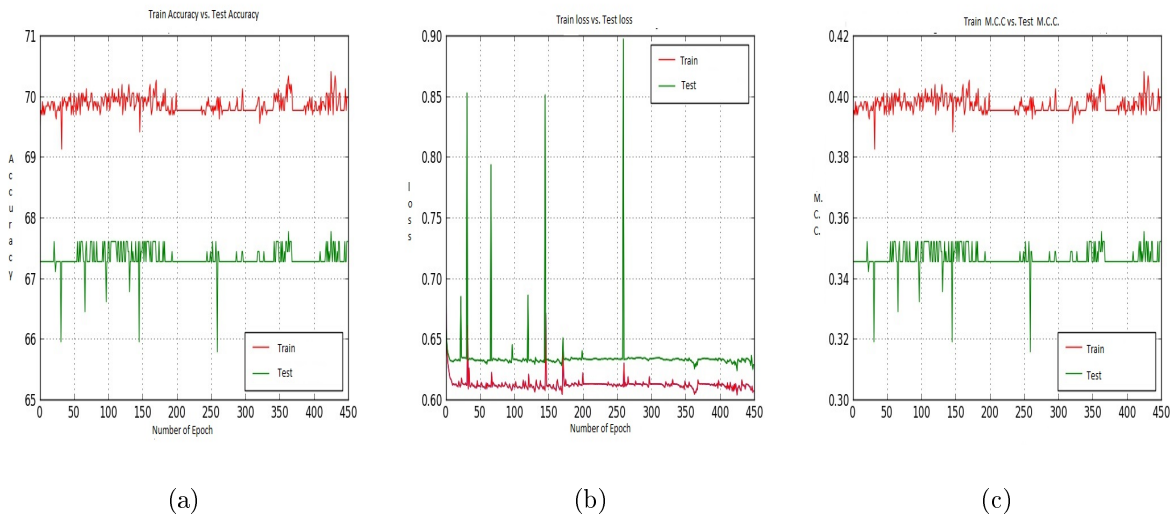 Train Accuracy vs. Test Accuracy
71
70
69
68
67
66
65
0 50 100 150 200 250 300 350 400 450
Accuracy
Number of Epoch
Train
Test
(a)
Train loss vs. Test loss
0.90
0.85
0.80
0.75
0.70
0.65
0.60
0 50 100 150 200 250 300 350 400 450
loss
Number of Epoch
Train
Test
(b)
Train M.C.C vs. Test M.C.C.
0.42
0.40
0.38
0.36
0.34
0.32
0.30
0 50 100 150 200 250 300 350 400 450
M.C.C.
Train
Test
(c)